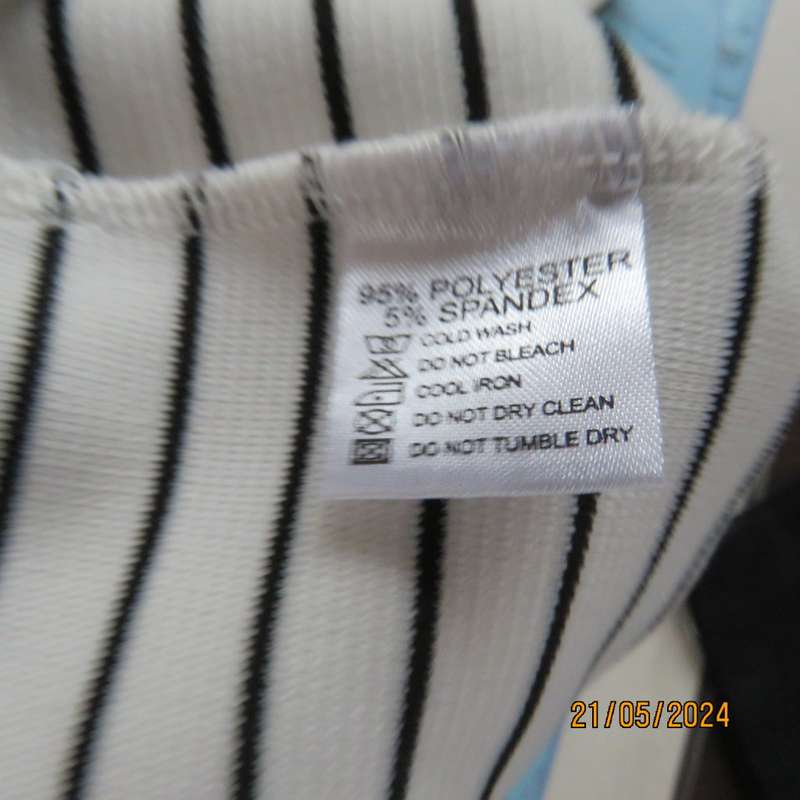 95% POLYESTER
5% SPANDEX
COLD WASH
DO NOT BLEACH
COOL IRON
DO NOT DRY CLEAN
DO NOT TUMBLE DRY
21/05/2024